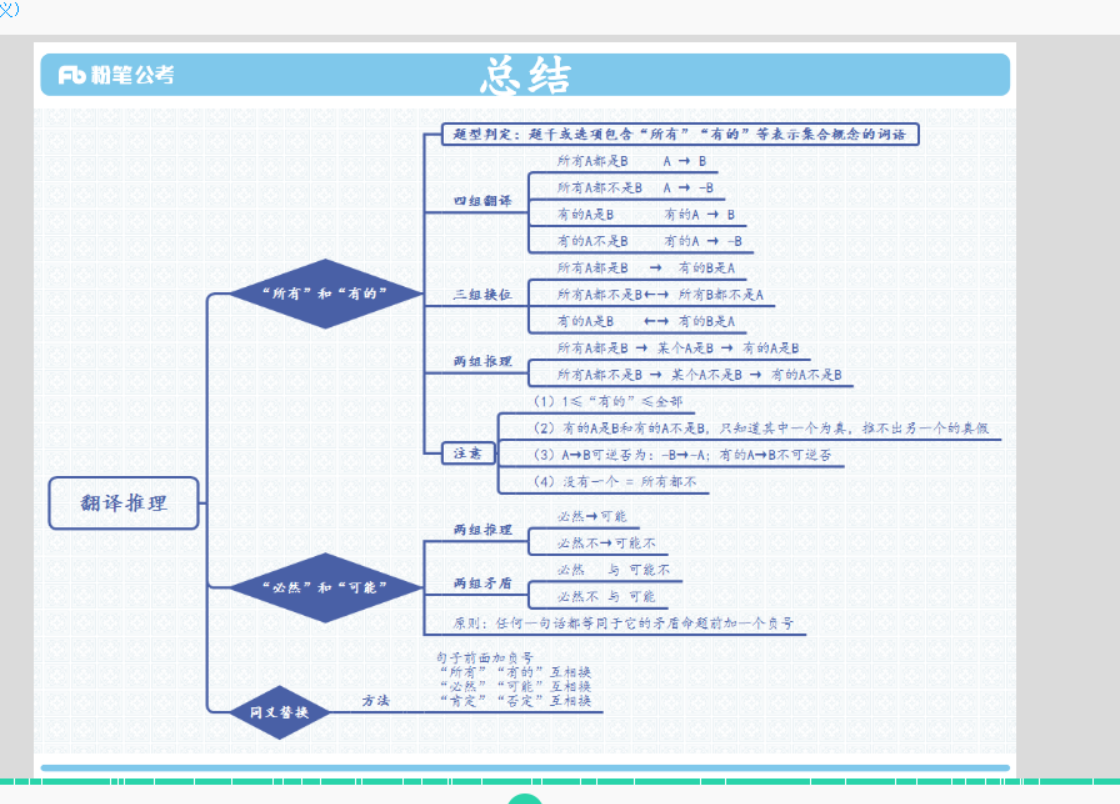 义）
粉笔公考
总结
题型判定：题干或选项包含“所有”“有的”等表示集合概念的词语
四组翻译
所有A都是B A → B
所有A都不是B A → -B
有的A是B 有的A → B
有的A不是B 有的A → -B
“所有”和“有的”
三组换位
所有A都是B → 有的B是A
所有A都不是B←→ 所有B都不是A
有的A是B ←→ 有的B是A
两组推理
所有A都是B → 某个A是B → 有的A是B
所有A都不是B → 某个A不是B → 有的A不是B
注意
（1）1≤“有的”≤全部
（2）有的A是B和有的A不是B，只知道其中一个为真，推不出另一个的真假
（3）A→B可逆否为：-B→-A；有的A→B不可逆否
（4）没有一个 = 所有都不
翻译推理
“必然”和“可能”
两组推理
必然→可能
必然不→可能不
两组矛盾
必然 与 可能不
必然不 与 可能
原则：任何一句话都等同于它的矛盾命题前加一个负号
同义替换
方法
句子前面加负号
“所有”“有的”互相换
“必然”“可能”互相换
“肯定”“否定”互相换